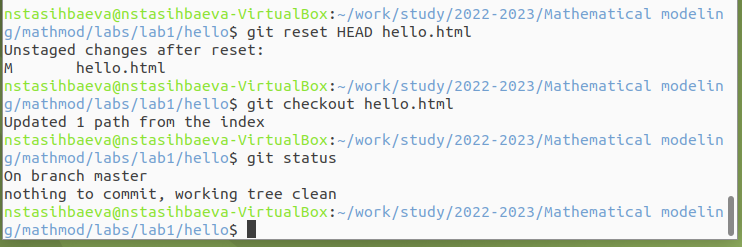 nstasihbaeva@nstasihbaeva-VirtualBox:~/work/study/2022-2023/Mathematical modelin
g/mathmod/labs/lab1/hello$ git reset HEAD hello.html
Unstaged changes after reset:
M       hello.html
nstasihbaeva@nstasihbaeva-VirtualBox:~/work/study/2022-2023/Mathematical modelin
g/mathmod/labs/lab1/hello$ git checkout hello.html
Updated 1 path from the index
nstasihbaeva@nstasihbaeva-VirtualBox:~/work/study/2022-2023/Mathematical modelin
g/mathmod/labs/lab1/hello$ git status
On branch master
nothing to commit, working tree clean
nstasihbaeva@nstasihbaeva-VirtualBox:~/work/study/2022-2023/Mathematical modelin
g/mathmod/labs/lab1/hello$